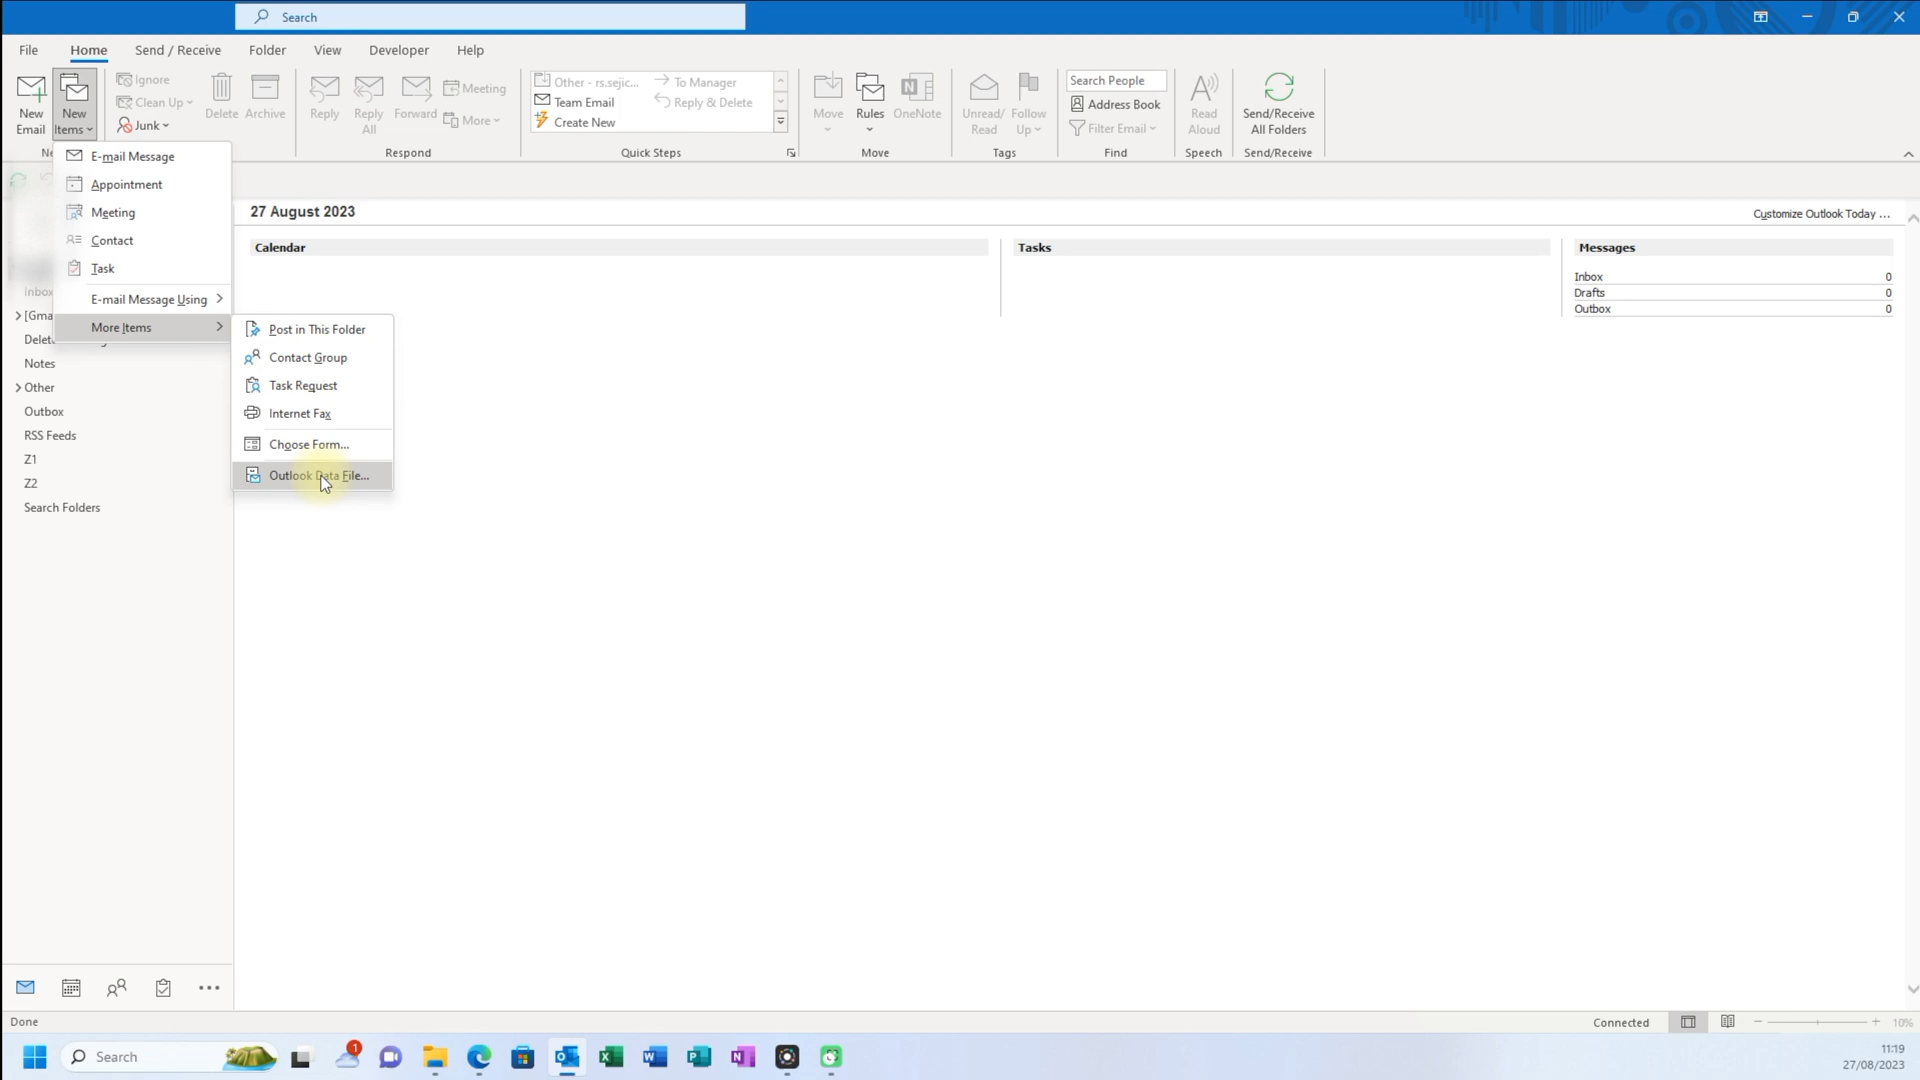 Search
File Home Send / Receive Folder View Developer Help
New Email
New Items
Ignore
Clean Up
Junk
Delete
Archive
Reply
Reply All
Forward
Meeting
More
Respond
Other - rs.sejic...
Team Email
Create New
To Manager
Reply & Delete
Quick Steps
Move
Rules
OneNote
Move
Unread/ Read
Follow Up
Tags
Search People
Address Book
Filter Email
Find
Read Aloud
Speech
Send/Receive All Folders
Send/Receive
E-mail Message
Appointment
Meeting
Contact
Task
E-mail Message Using
More Items
Post in This Folder
Contact Group
Task Request
Internet Fax
Choose Form...
Outlook Data File...
Inbox
[Gma
Notes
Other
Outbox
RSS Feeds
Z1
Z2
Search Folders
27 August 2023
Customize Outlook Today ...
Calendar
Tasks
Messages
Inbox 0
Drafts 0
Outbox 0
Done
Connected
10%
Search
1
11:19
27/08/2023